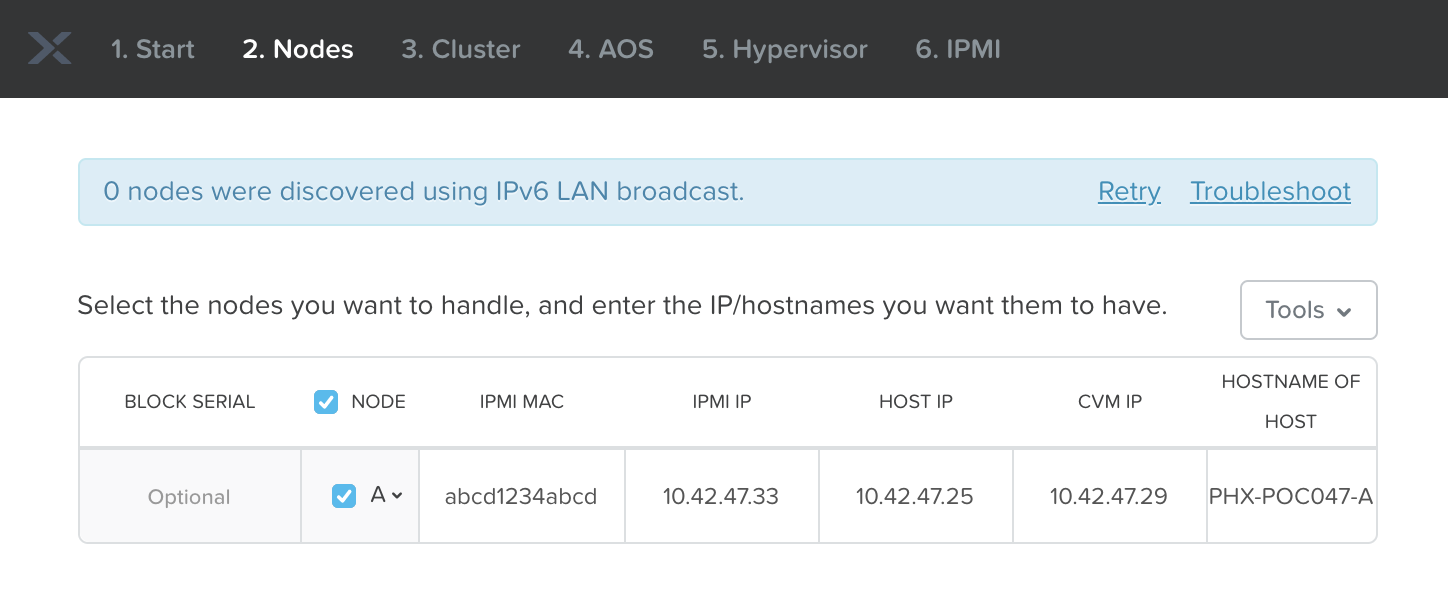 1. Start 2. Nodes 3. Cluster 4. AOS 5. Hypervisor 6. IPMI
0 nodes were discovered using IPv6 LAN broadcast. Retry Troubleshoot
Select the nodes you want to handle, and enter the IP/hostnames you want them to have. Tools
BLOCK SERIAL NODE IPMI MAC IPMI IP HOST IP CVM IP HOSTNAME OF
HOST
Optional A abcd1234abcd 10.42.47.33 10.42.47.25 10.42.47.29 PHX-POC047-A